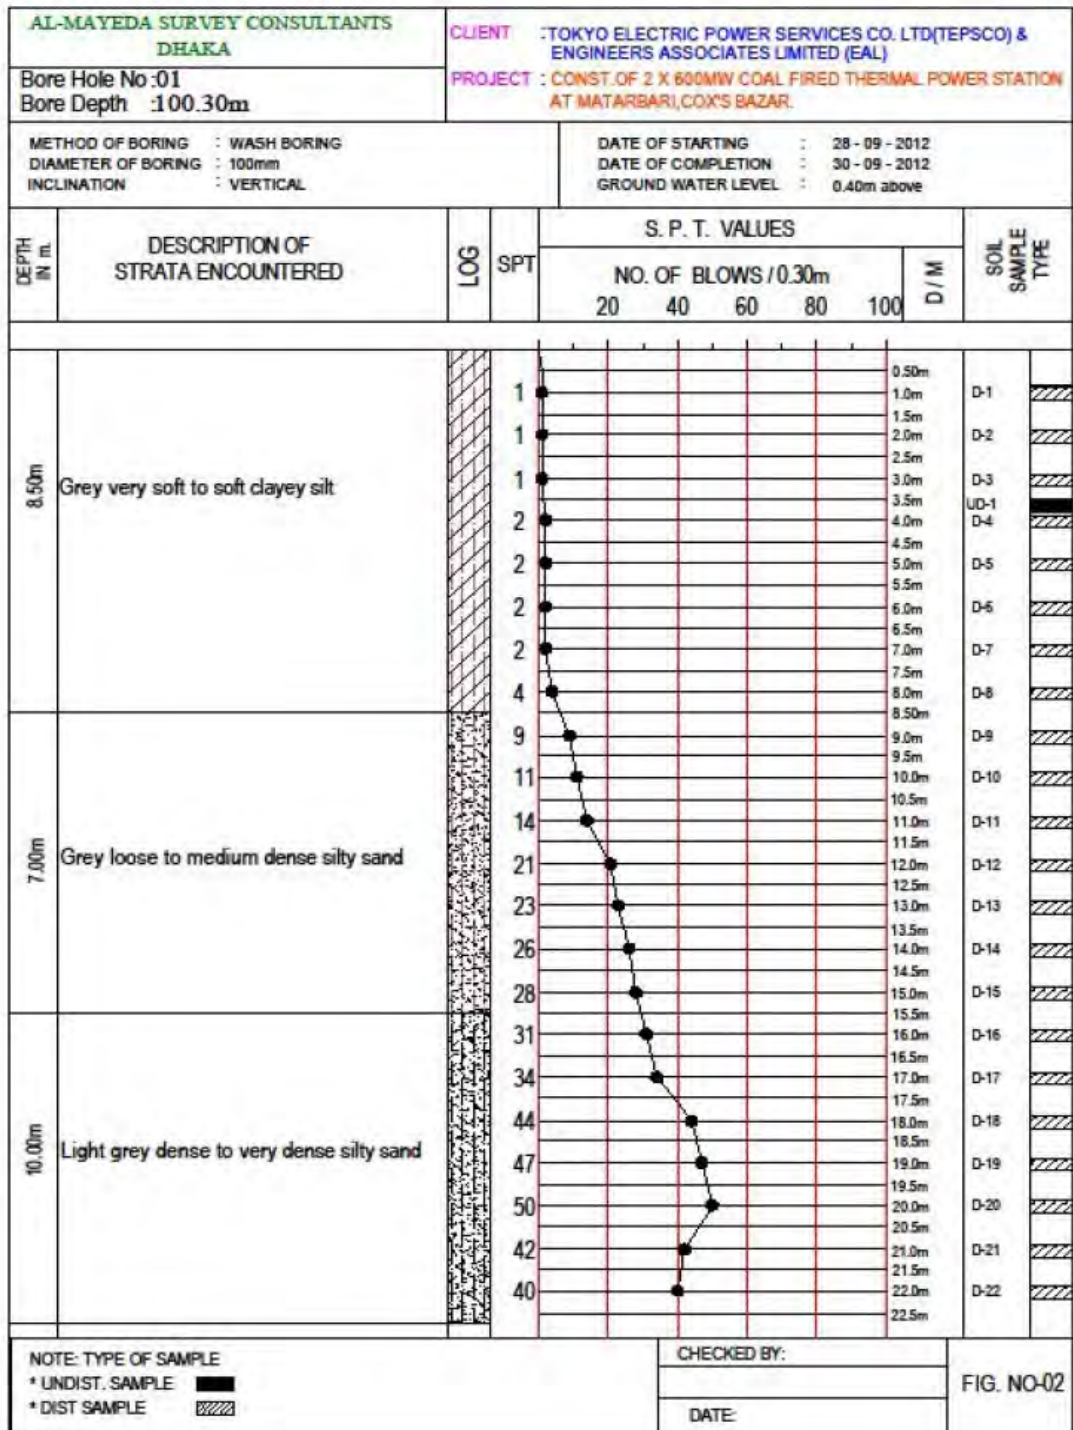 AL-MAYEDA SURVEY CONSULTANTS
DHAKA
Bore Hole No :01
Bore Depth :100.30m
CLIENT :TOKYO ELECTRIC POWER SERVICES CO. LTD(TEPSCO) &
ENGINEERS ASSOCIATES LIMITED (EAL)
PROJECT : CONST.OF 2 X 600MW COAL FIRED THERMAL POWER STATION
AT MATARBARI,COX'S BAZAR.
METHOD OF BORING : WASH BORING
DIAMETER OF BORING : 100mm
INCLINATION : VERTICAL
DATE OF STARTING : 28 - 09 - 2012
DATE OF COMPLETION : 30 - 09 - 2012
GROUND WATER LEVEL : 0.40m above
DEPTH
IN m.
DESCRIPTION OF
STRATA ENCOUNTERED
LOG
SPT
S. P. T. VALUES
NO. OF BLOWS / 0.30m
20 40 60 80 100
D / M
SOIL
SAMPLE
TYPE
0.50m
1 1.0m D-1
1.5m
1 2.0m D-2
2.5m
1 3.0m D-3
8.50m Grey very soft to soft clayey silt
3.5m UD-1
2 4.0m D-4
4.5m
2 5.0m D-5
5.5m
2 6.0m D-6
6.5m
2 7.0m D-7
7.5m
4 8.0m D-8
8.50m
9 9.0m D-9
9.5m
11 10.0m D-10
10.5m
14 11.0m D-11
11.5m
7.00m Grey loose to medium dense silty sand
21 12.0m D-12
12.5m
23 13.0m D-13
13.5m
26 14.0m D-14
14.5m
28 15.0m D-15
15.5m
31 16.0m D-16
16.5m
34 17.0m D-17
17.5m
44 18.0m D-18
18.5m
10.00m Light grey dense to very dense silty sand
47 19.0m D-19
19.5m
50 20.0m D-20
20.5m
42 21.0m D-21
21.5m
40 22.0m D-22
22.5m
NOTE: TYPE OF SAMPLE
* UNDIST. SAMPLE
* DIST SAMPLE
CHECKED BY:
DATE:
FIG. NO-02